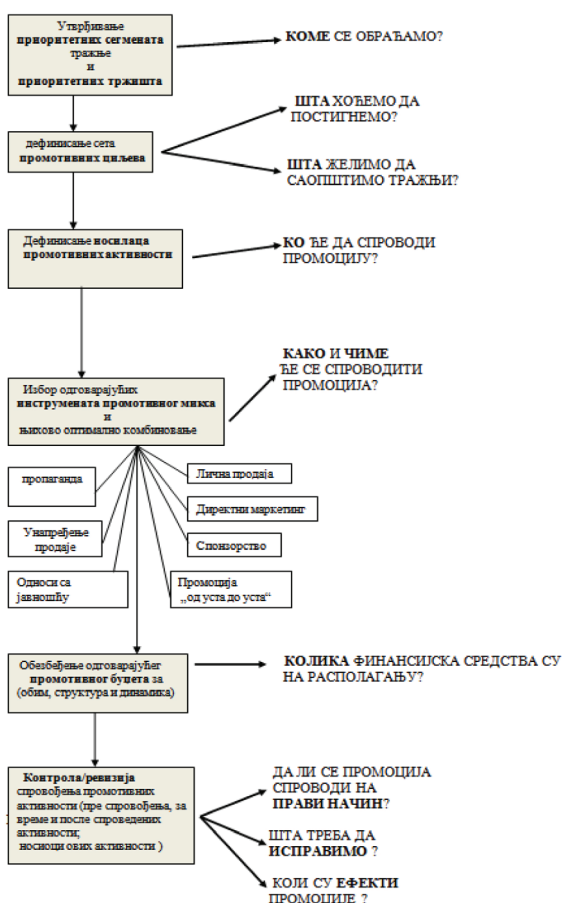 Утврђивање
приоритетних сегмената
тражње
и
приоритетних тржишта
КОМЕ СЕ ОБРАЋАМО?
дефинисање сета
промотивних циљева
ШТА ХОЋЕМО ДА
ПОСТИГНЕМО?
ШТА ЖЕЛИМО ДА
САОПШТИМО ТРАЖЊИ?
Дефинисање носилаца
промотивних активности
КО ЋЕ ДА СПРОВОДИ
ПРОМОЦИЈУ?
Избор одговарајућих
инструмената промотивног микса
и
њихово оптимално комбиновање
КАКО И ЧИМЕ
ЋЕ СЕ СПРОВОДИТИ
ПРОМОЦИЈА?
пропаганда
Лична продаја
Директни маркетинг
Унапређење
продаје
Спонзорство
Односи са
јавношћу
Промоција
„од уста до уста“
Обезбеђење одговарајућег
промотивног буџета за
(обим, структура и динамика)
КОЛИКА ФИНАНСИЈСКА СРЕДСТВА СУ
НА РАСПОЛАГАЊУ?
Контрола/ревизија
спровођења промотивних
активности (пре спровођења, за
време и после спроведених
активности;
носиоци ових активности )
ДА ЛИ СЕ ПРОМОЦИЈА
СПРОВОДИ НА
ПРАВИ НАЧИН?
ШТА ТРЕБА ДА
ИСПРАВИМО ?
КОЈИ СУ ЕФЕКТИ
ПРОМОЦИЈЕ ?